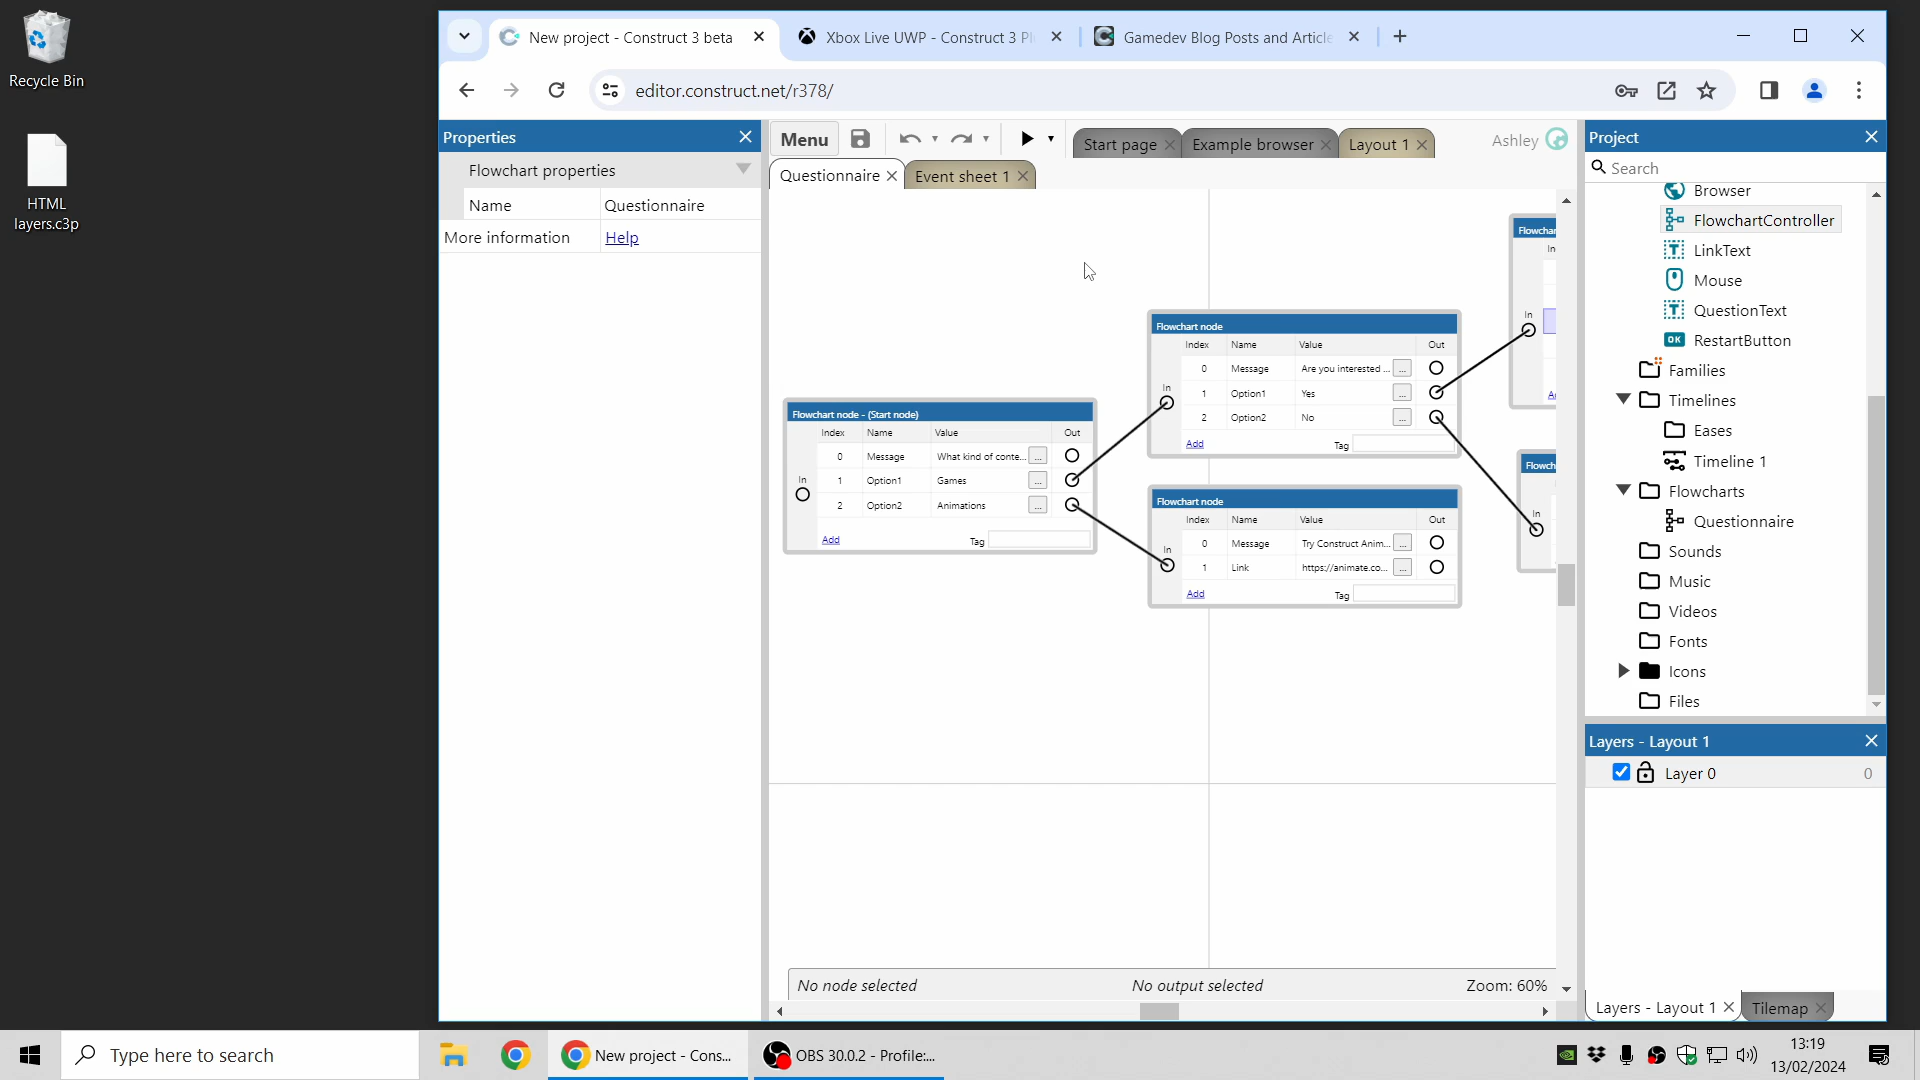 Recycle Bin
HTML
layers.c3p
New project - Construct 3 beta
Xbox Live UWP - Construct 3 Pl
Gamedev Blog Posts and Article
editor.construct.net/r378/
Properties
Flowchart properties
Name Questionnaire
More information Help
Menu
Start page
Example browser
Layout 1
Ashley
Questionnaire
Event sheet 1
Flowchart node - (Start node)
Index Name Value Out
In
0 Message What kind of conte... ...
1 Option1 Games ...
2 Option2 Animations ...
Add Tag
Flowchart node
Index Name Value Out
In
0 Message Are you interested ... ...
1 Option1 Yes ...
2 Option2 No ...
Add Tag
Flowchart node
Index Name Value Out
In
0 Message Try Construct Anim... ...
1 Link https://animate.co... ...
Add Tag
Flowchar
In
In
Flowch
In
No node selected
No output selected
Zoom: 60%
Project
Search
Browser
FlowchartController
LinkText
Mouse
QuestionText
RestartButton
Families
Timelines
Eases
Timeline 1
Flowcharts
Questionnaire
Sounds
Music
Videos
Fonts
Icons
Files
Layers - Layout 1
Layer 0 0
Layers - Layout 1
Tilemap
Type here to search
New project - Cons...
OBS 30.0.2 - Profile:...
13:19
13/02/2024